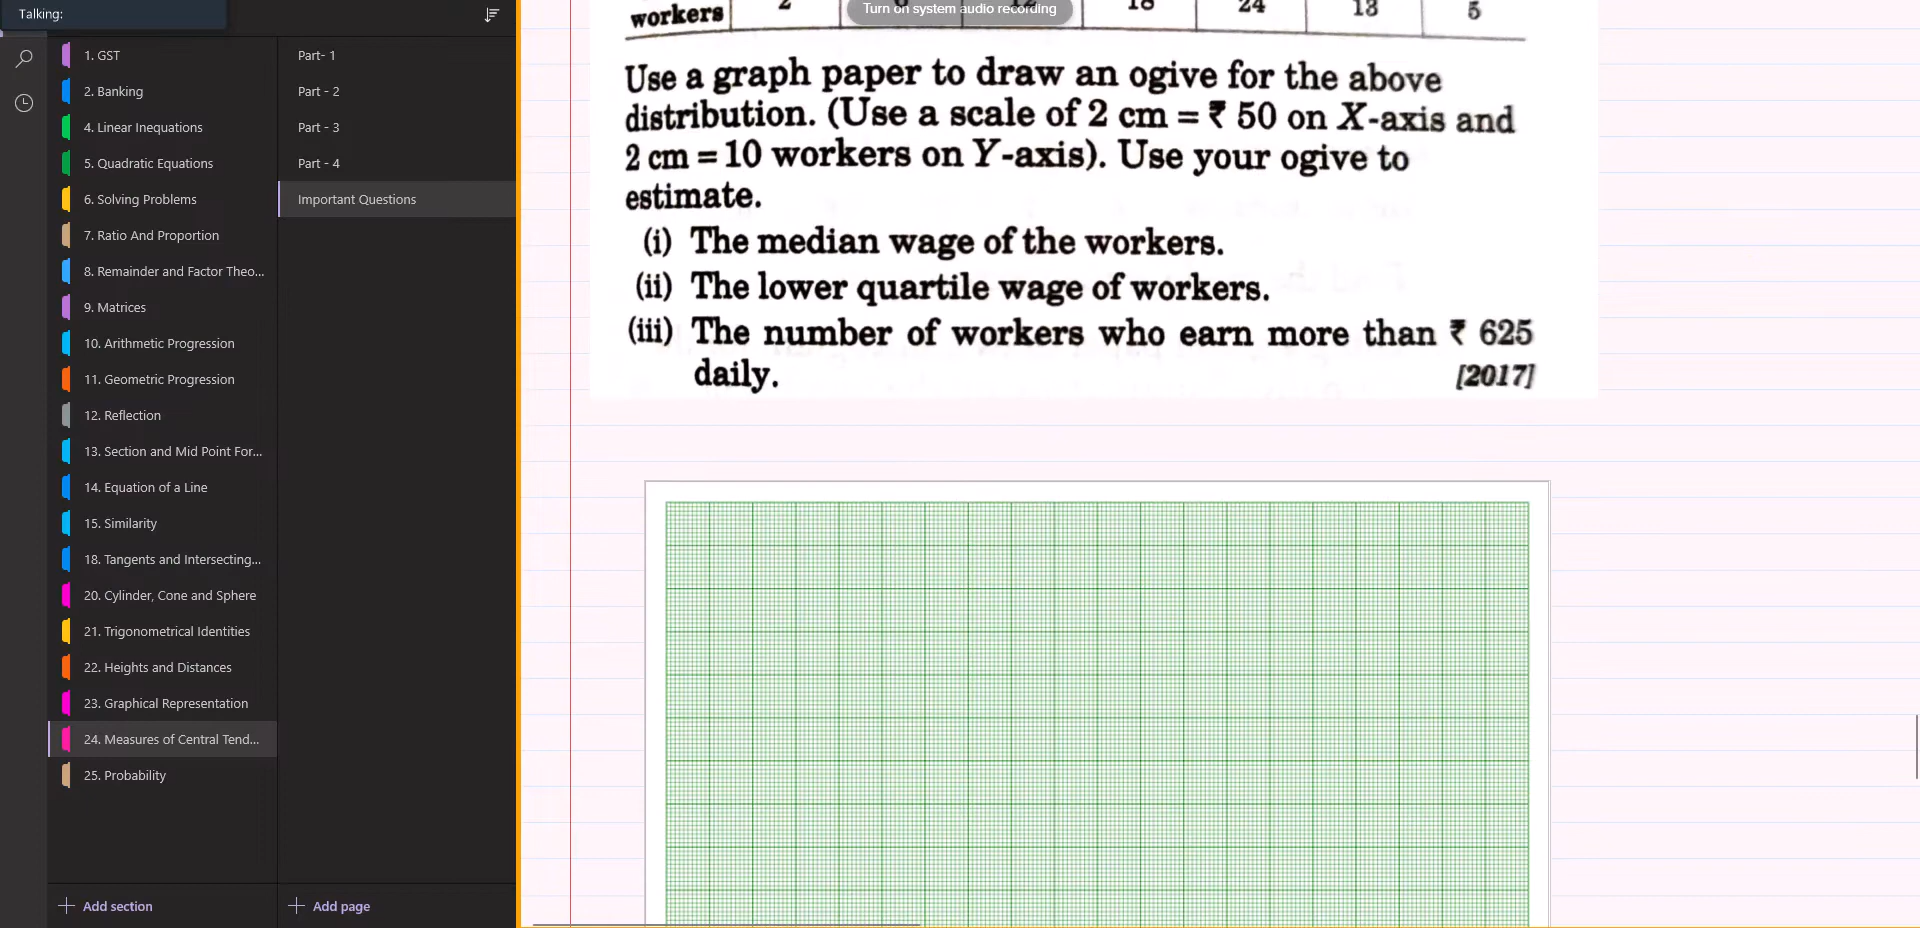 Talking:
Turn on system audio recording
1. GST
2. Banking
4. Linear Inequations
5. Quadratic Equations
6. Solving Problems
7. Ratio And Proportion
8. Remainder and Factor Theo...
9. Matrices
10. Arithmetic Progression
11. Geometric Progression
12. Reflection
13. Section and Mid Point For...
14. Equation of a Line
15. Similarity
18. Tangents and Intersecting...
20. Cylinder, Cone and Sphere
21. Trigonometrical Identities
22. Heights and Distances
23. Graphical Representation
24. Measures of Central Tend...
25. Probability
Add section
Part- 1
Part - 2
Part - 3
Part - 4
Important Questions
Add page
workers 2 12 18 24 13 5
Use a graph paper to draw an ogive for the above
distribution. (Use a scale of 2 cm = ₹ 50 on X-axis and
2 cm = 10 workers on Y-axis). Use your ogive to
estimate.
(i) The median wage of the workers.
(ii) The lower quartile wage of workers.
(iii) The number of workers who earn more than ₹ 625
daily. [2017]